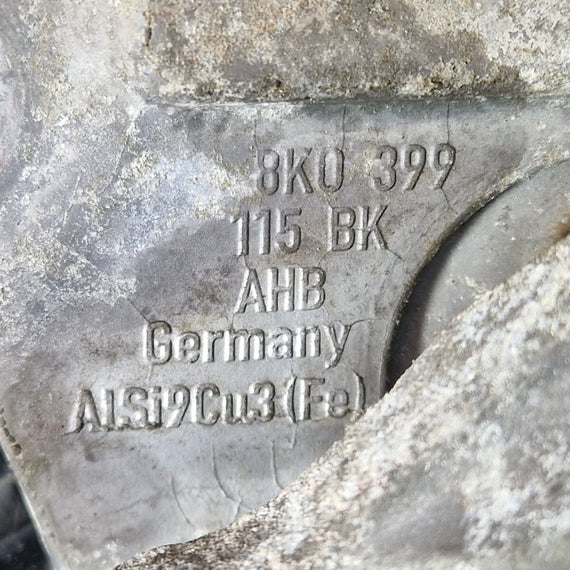 8K0 399
115 BK
AHB
Germany
AlSi9Cu3(Fe)